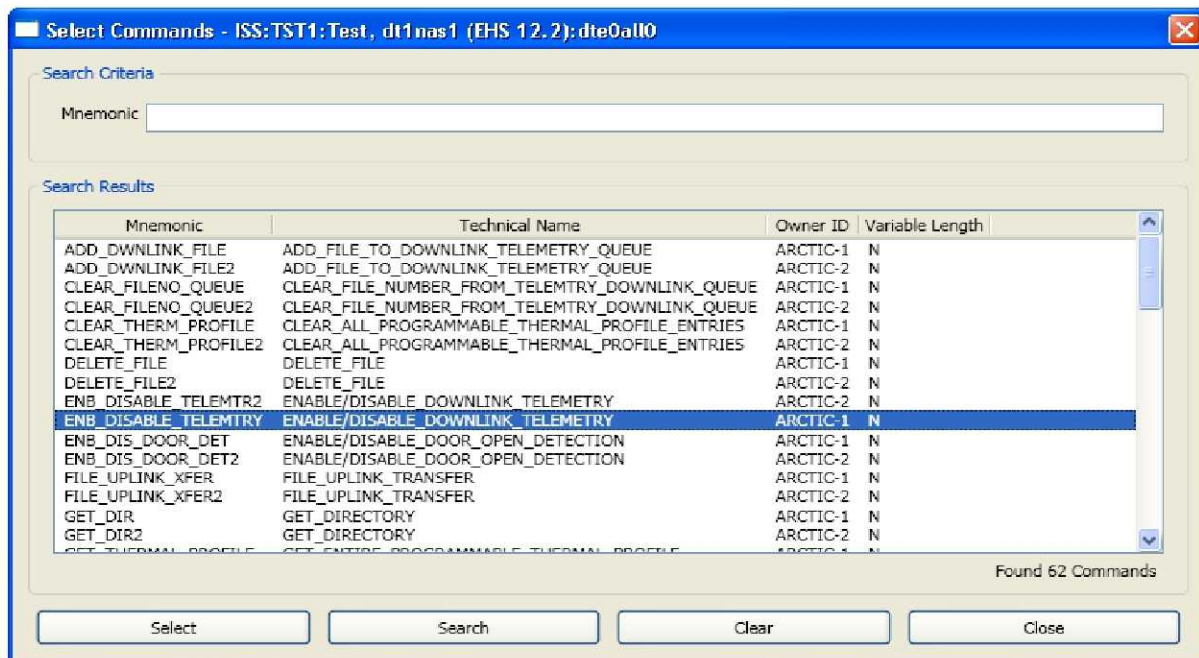 Select Commands - ISS:TST1:Test, dt1nas1 (EHS 12.2):dte0all0
Search Criteria
Mnemonic
Search Results
Mnemonic Technical Name Owner ID Variable Length
ADD_DWNLINK_FILE ADD_FILE_TO_DOWNLINK_TELEMETRY_QUEUE ARCTIC-1 N
ADD_DWNLINK_FILE2 ADD_FILE_TO_DOWNLINK_TELEMETRY_QUEUE ARCTIC-2 N
CLEAR_FILENO_QUEUE CLEAR_FILE_NUMBER_FROM_TELEMTRY_DOWNLINK_QUEUE ARCTIC-1 N
CLEAR_FILENO_QUEUE2 CLEAR_FILE_NUMBER_FROM_TELEMTRY_DOWNLINK_QUEUE ARCTIC-2 N
CLEAR_THERM_PROFILE CLEAR_ALL_PROGRAMMABLE_THERMAL_PROFILE_ENTRIES ARCTIC-1 N
CLEAR_THERM_PROFILE2 CLEAR_ALL_PROGRAMMABLE_THERMAL_PROFILE_ENTRIES ARCTIC-2 N
DELETE_FILE DELETE_FILE ARCTIC-1 N
DELETE_FILE2 DELETE_FILE ARCTIC-2 N
ENB_DISABLE_TELEMTR2 ENABLE/DISABLE_DOWNLINK_TELEMETRY ARCTIC-2 N
ENB_DISABLE_TELEMTRY ENABLE/DISABLE_DOWNLINK_TELEMETRY ARCTIC-1 N
ENB_DIS_DOOR_DET ENABLE/DISABLE_DOOR_OPEN_DETECTION ARCTIC-1 N
ENB_DIS_DOOR_DET2 ENABLE/DISABLE_DOOR_OPEN_DETECTION ARCTIC-2 N
FILE_UPLINK_XFER FILE_UPLINK_TRANSFER ARCTIC-1 N
FILE_UPLINK_XFER2 FILE_UPLINK_TRANSFER ARCTIC-2 N
GET_DIR GET_DIRECTORY ARCTIC-1 N
GET_DIR2 GET_DIRECTORY ARCTIC-2 N
GET_THERMAL_PROFILE GET_ENTIRE_PROGRAMMABLE_THERMAL_PROFILE ARCTIC-1 N
Found 62 Commands
Select Search Clear Close